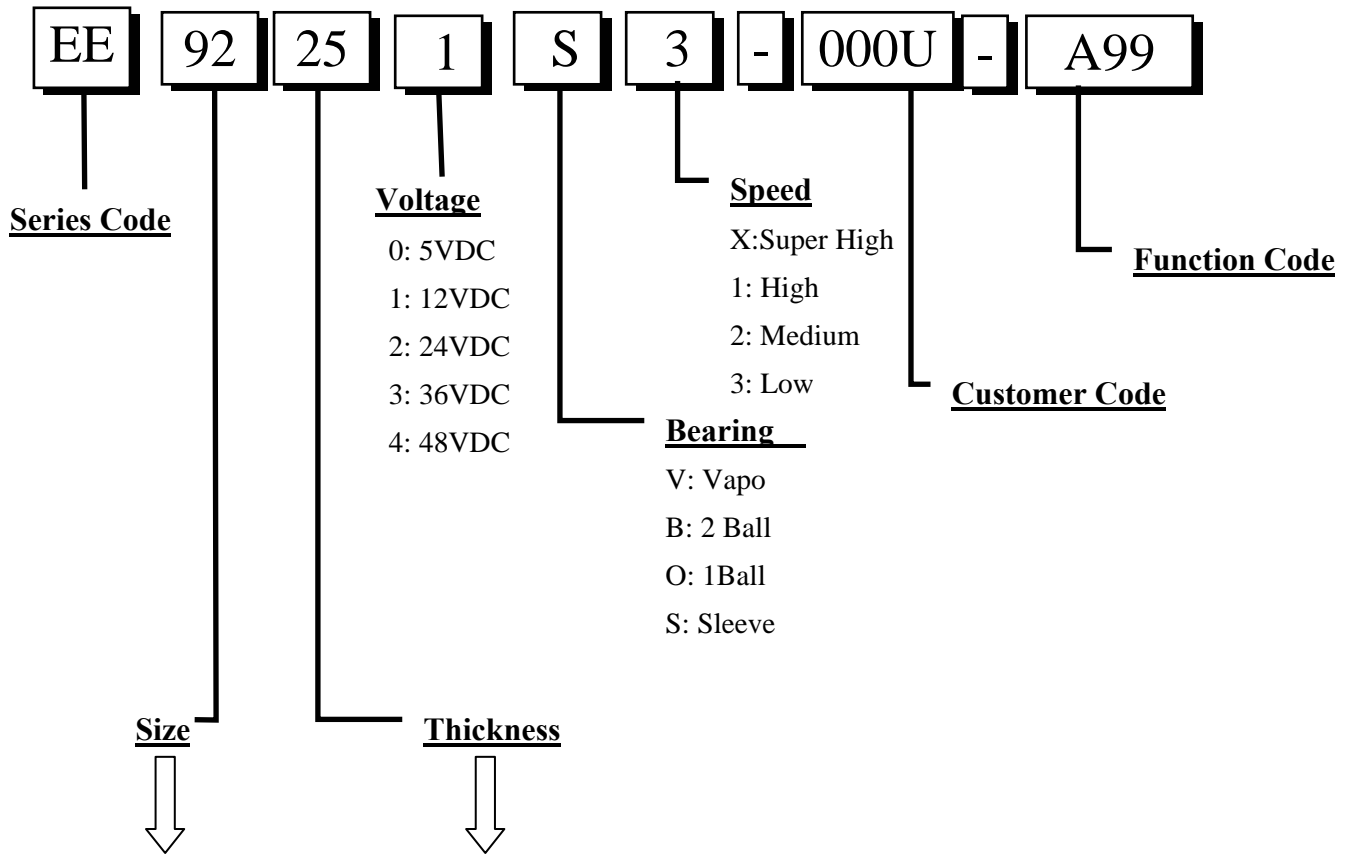 EE 92 25 1 S 3 - 000U - A99
Series Code
Voltage
0: 5VDC
1: 12VDC
2: 24VDC
3: 36VDC
4: 48VDC
Speed
X:Super High
1: High
2: Medium
3: Low
Function Code
Customer Code
Bearing
V: Vapo
B: 2 Ball
O: 1Ball
S: Sleeve
Size
Thickness